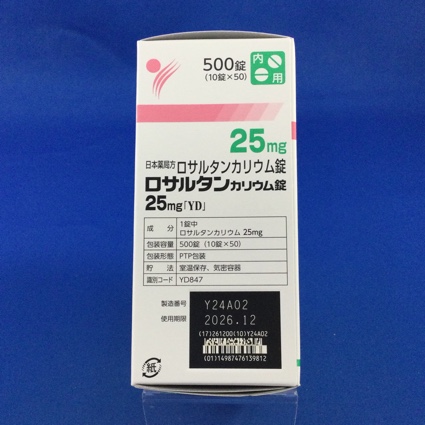 500錠
(10錠×50)
内
用
25mg
日本薬局方 ロサルタンカリウム錠
ロサルタンカリウム錠
25mg「YD」
成分 1錠中
ロサルタンカリウム 25mg
包装容量 500錠 (10錠×50)
包装形態 PTP包装
貯法 室温保存、気密容器
識別コード YD847
製造番号 Y24A02
使用期限 2026.12
(17)261200(10)Y24A02
(01)14987476139812
紙